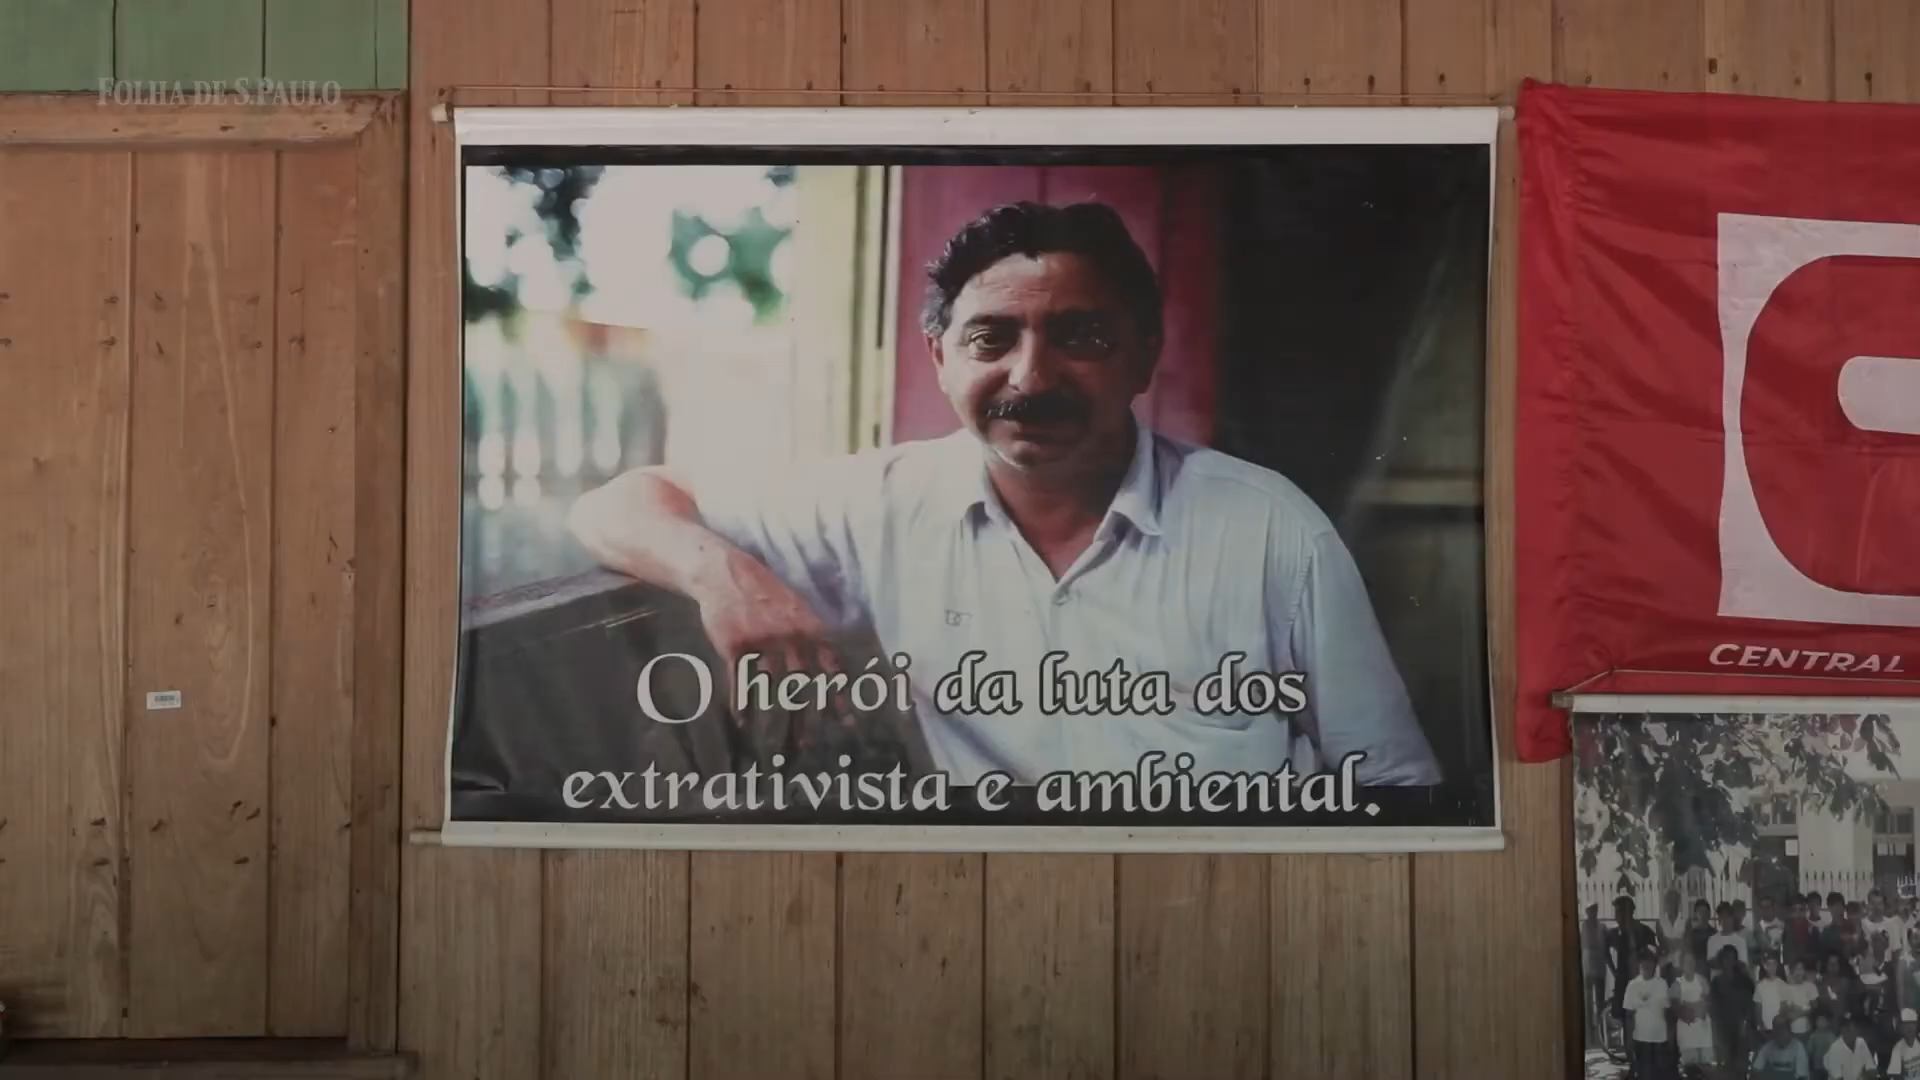 FOLHA DE S.PAULO
O herói da luta dos
extrativista e ambiental.
CENTRAL